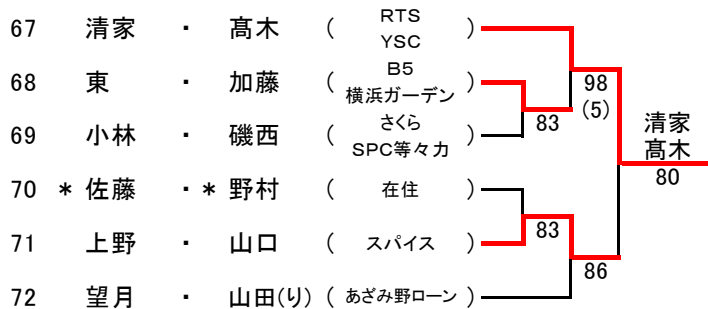 67 清家 ・ 髙木 ( RTS YSC )
68 東 ・ 加藤 ( B5 横浜ガーデン )
69 小林 ・ 磯西 ( さくら SPC等々力 )
70 * 佐藤 ・ * 野村 ( 在住 )
71 上野 ・ 山口 ( スパイス )
72 望月 ・ 山田(り) ( あざみ野ローン )
83
98
(5)
83
86
清家
髙木
80